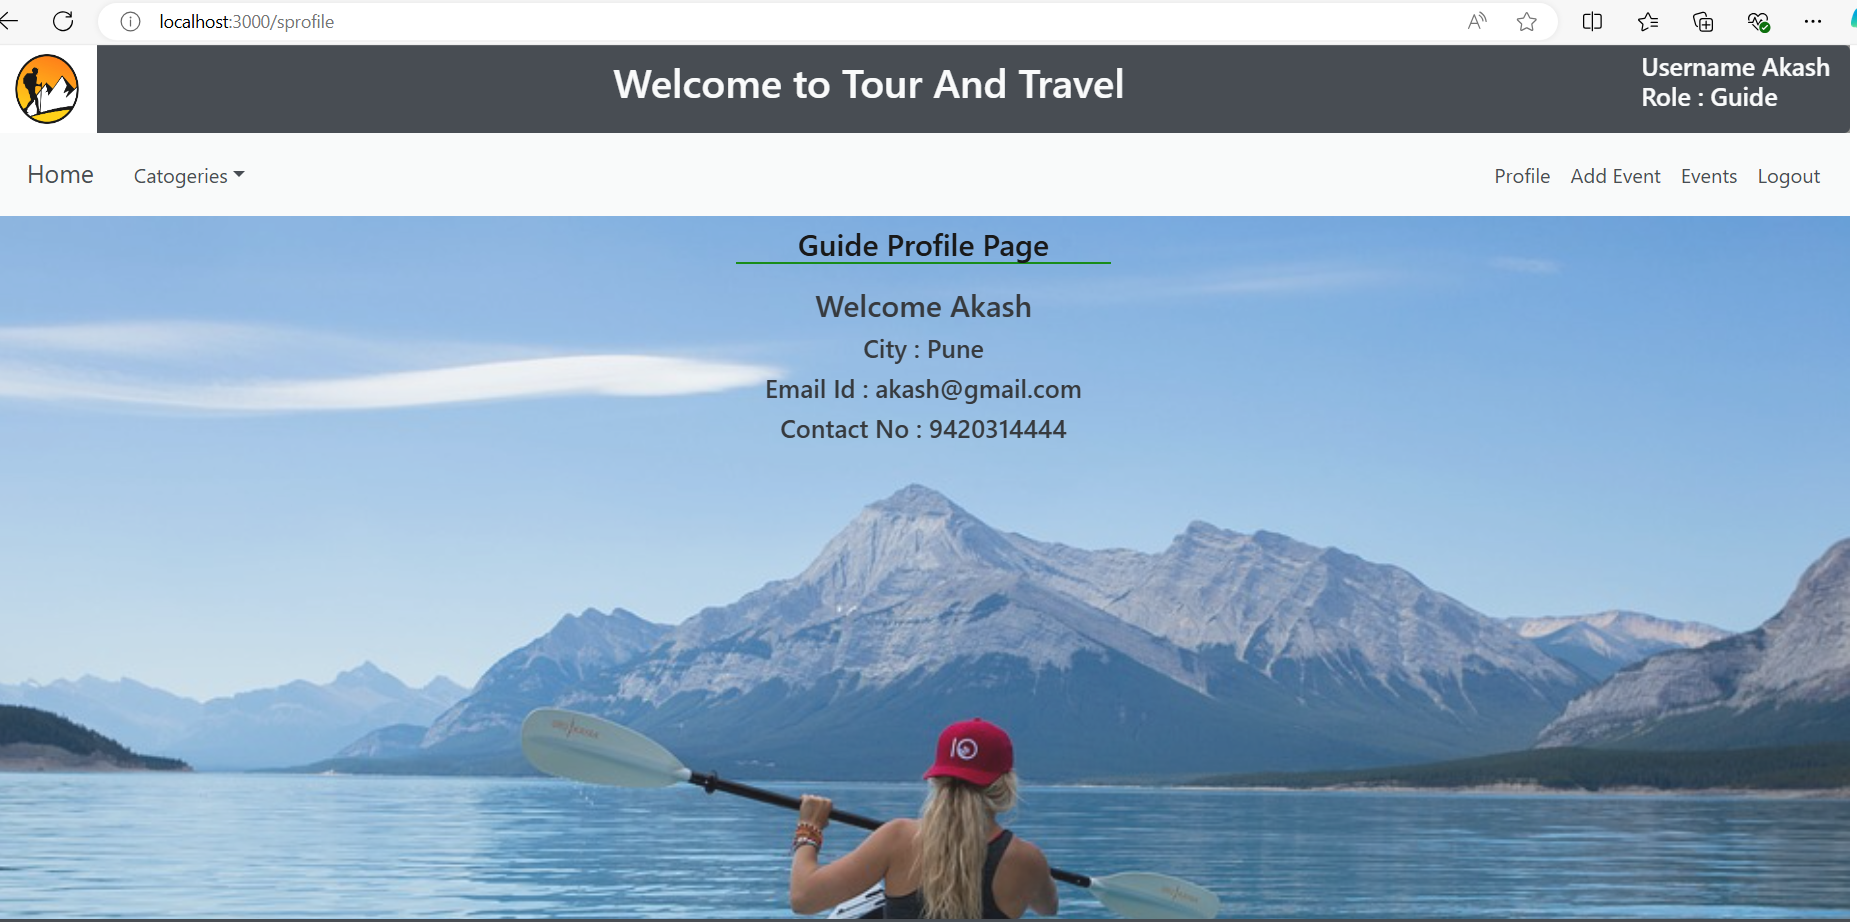 localhost:3000/sprofile
Welcome to Tour And Travel
Username Akash
Role : Guide
Home Catogeries Profile Add Event Events Logout
Guide Profile Page
Welcome Akash
City : Pune
Email Id : akash@gmail.com
Contact No : 9420314444